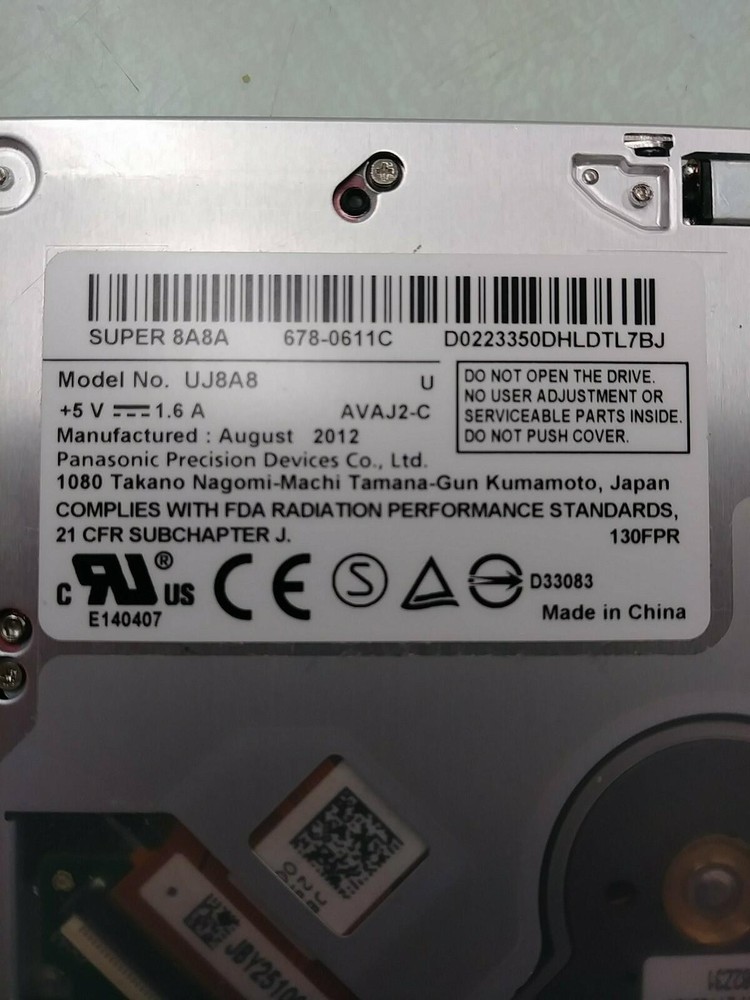 SUPER 8A8A 678-0611C D0223350DHLDTL7BJ
Model No. UJ8A8 U
+5 V 1.6 A AVAJ2-C
Manufactured : August 2012
DO NOT OPEN THE DRIVE.
NO USER ADJUSTMENT OR
SERVICEABLE PARTS INSIDE.
DO NOT PUSH COVER.
Panasonic Precision Devices Co., Ltd.
1080 Takano Nagomi-Machi Tamana-Gun Kumamoto, Japan
COMPLIES WITH FDA RADIATION PERFORMANCE STANDARDS,
21 CFR SUBCHAPTER J. 130FPR
C RU® US CE S D33083
E140407
Made in China